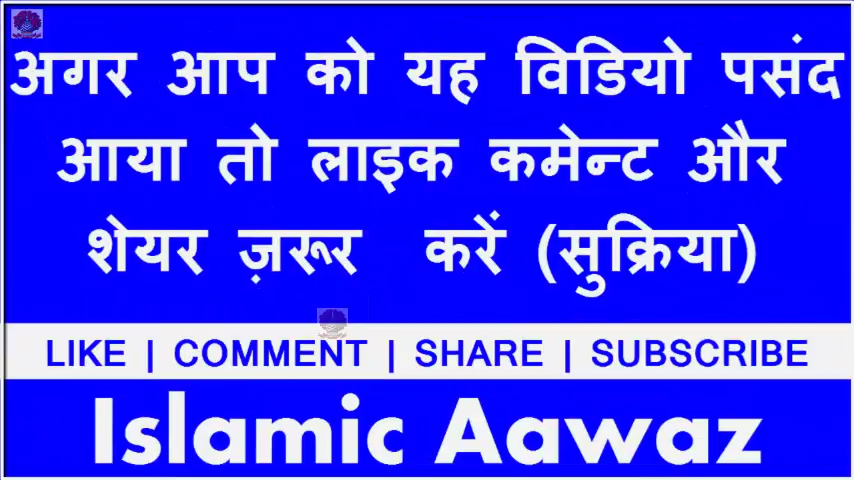 अगर आप को यह विडियो पसंद
आया तो लाइक कमेन्ट और
शेयर ज़रूर करें (सुक्रिया)
LIKE | COMMENT | SHARE | SUBSCRIBE
Islamic Aawaz